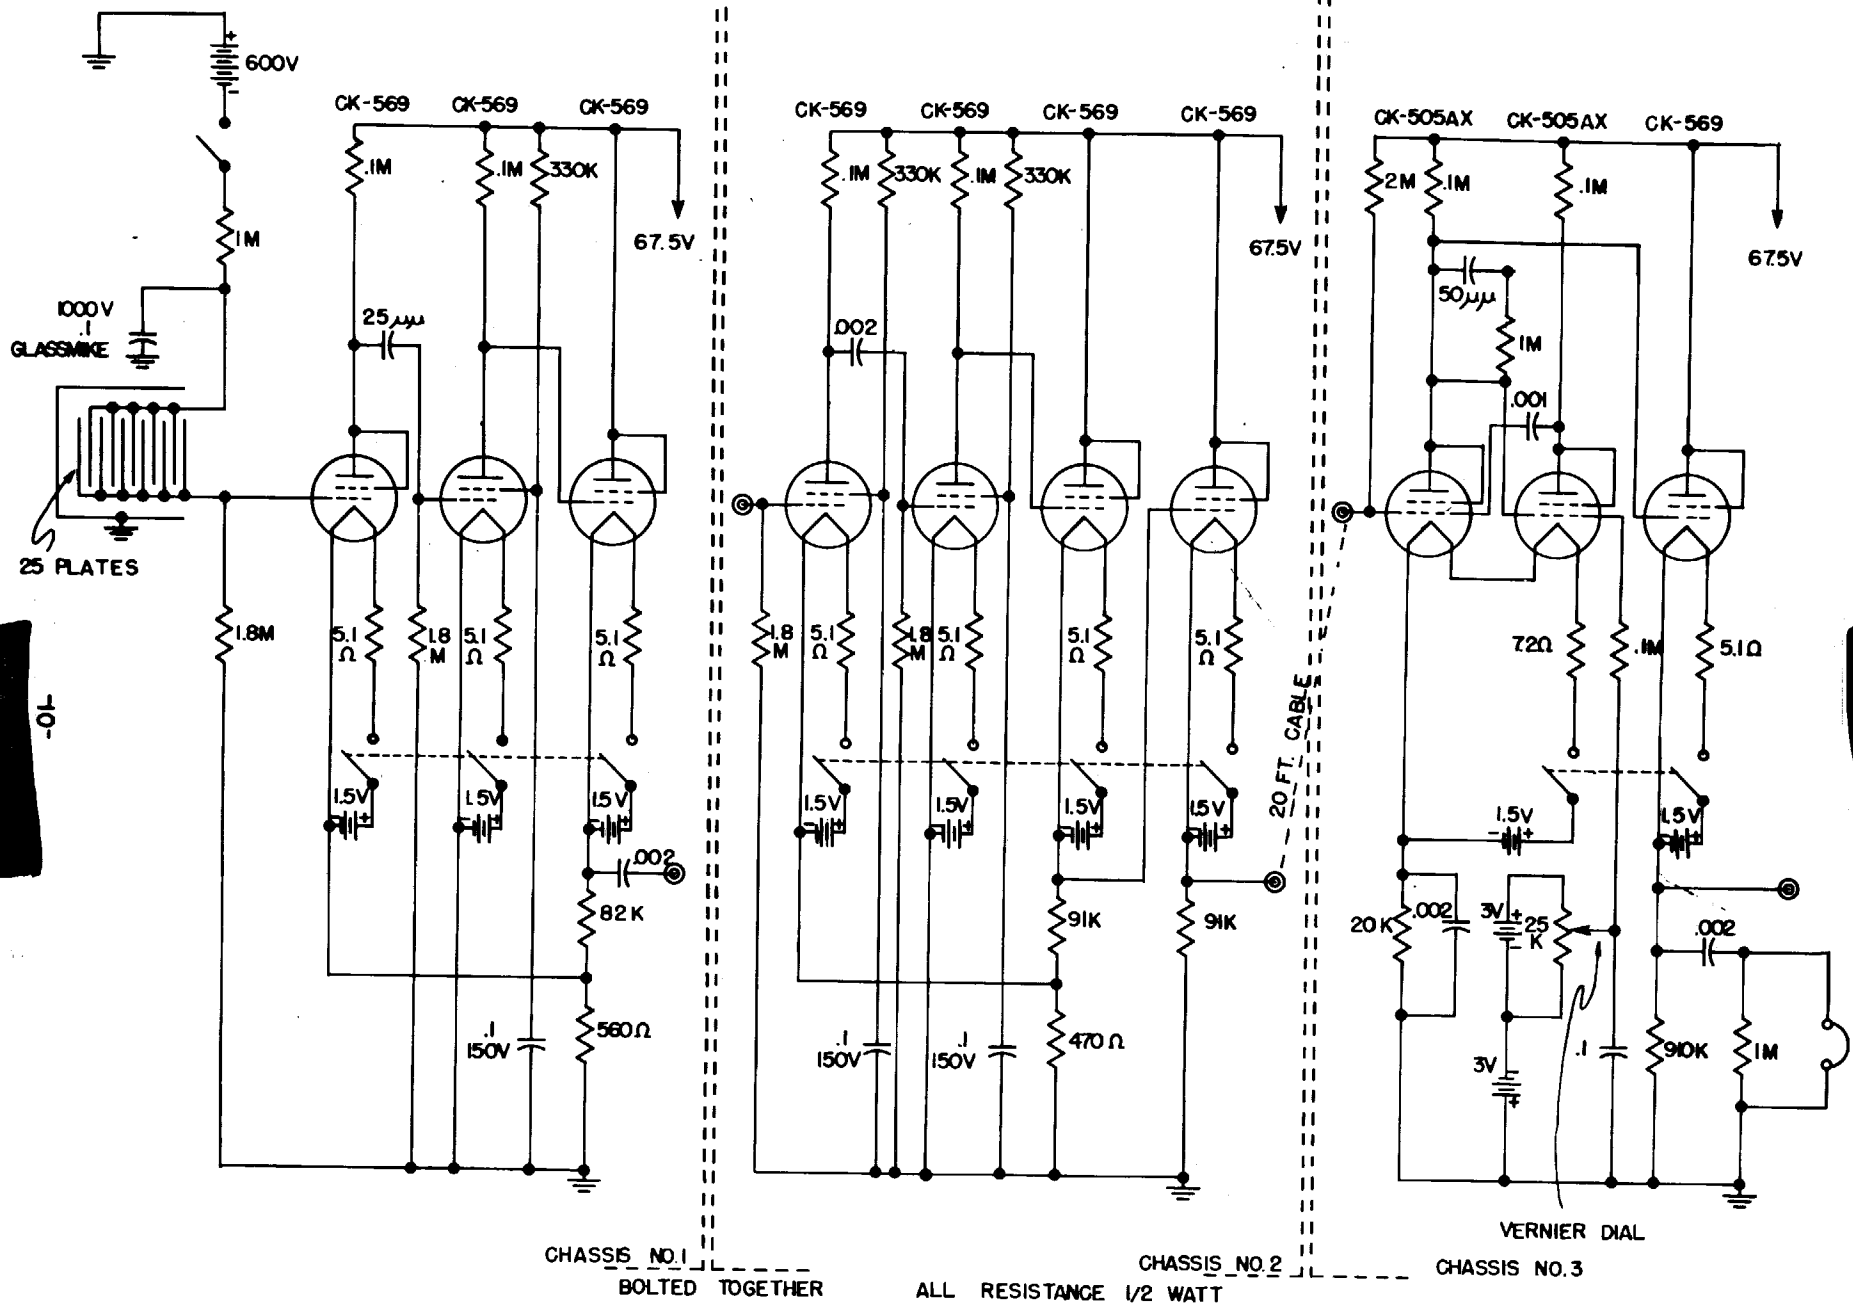 600V
CK-569 CK-569 CK-569
.1M .1M 330K
67.5V
1M
1000V
.1
GLASSMIKE
25 μμ
25 PLATES
1.8M
5.1
Ω
1.8
M
5.1
Ω
5.1
Ω
1.5V 1.5V 1.5V
- + - + - +
.002
82K
560Ω
.1
150V
CHASSIS NO.1
CK-569 CK-569 CK-569 CK-569
.1M 330K .1M 330K
67.5V
.002
1.8
M
5.1
Ω
1.8
M
5.1
Ω
5.1
Ω
5.1
Ω
1.5V 1.5V 1.5V 1.5V
- + + - + - +
91K 91K
470Ω
.1
150V
.1
150V
20 FT. CABLE
CHASSIS NO.2
CK-505AX CK-505AX CK-569
2M .1M .1M
67.5V
50μμ
1M
.001
7.2Ω .1M 5.1Ω
1.5V 1.5V
- + - +
20K .002 3V + - 25
K
.002
3V - +
.1 910K 1M
VERNIER DIAL
CHASSIS NO.3
BOLTED TOGETHER ALL RESISTANCE 1/2 WATT
-10-